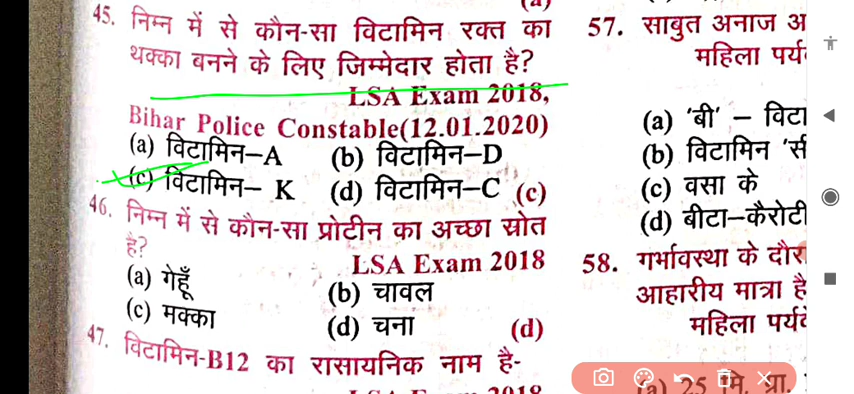 45. निम्न में से कौन-सा विटामिन रक्त का
थक्का बनने के लिए जिम्मेदार होता है?
LSA Exam 2018,
Bihar Police Constable(12.01.2020)
(a) विटामिन–A (b) विटामिन–D
(c) विटामिन– K (d) विटामिन–C (c)
46. निम्न में से कौन-सा प्रोटीन का अच्छा स्रोत
है?
LSA Exam 2018
(a) गेहूँ (b) चावल
(c) मक्का (d) चना (d)
47. विटामिन-B12 का रासायनिक नाम है-
57. साबुत अनाज
महिला
(a) ‘बी’ –
(b) विटामिन
(c) वसा के
(d)
58. गर्भावस्था के
आहारीय मात्रा है
महिला
(a) 25 मि.